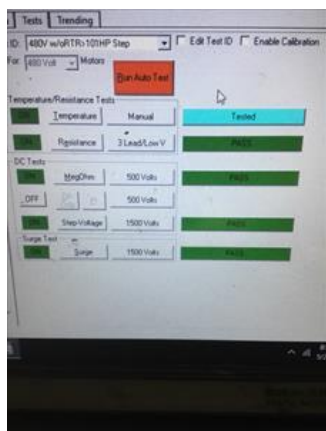 Tests Trending
ID: 480V w/oRTR>101HP Step Edit Test ID Enable Calibration
For 480 Volt Motors
Run Auto Test
Temperature/Resistance Tests
ON Temperature Manual Tested
ON Resistance 3 Lead/Low V PASS
DC Tests
ON MegOhm 500 Volts PASS
OFF 500 Volts
ON Step-Voltage 1500 Volts PASS
Surge Test
ON Surge 1500 Volts PASS